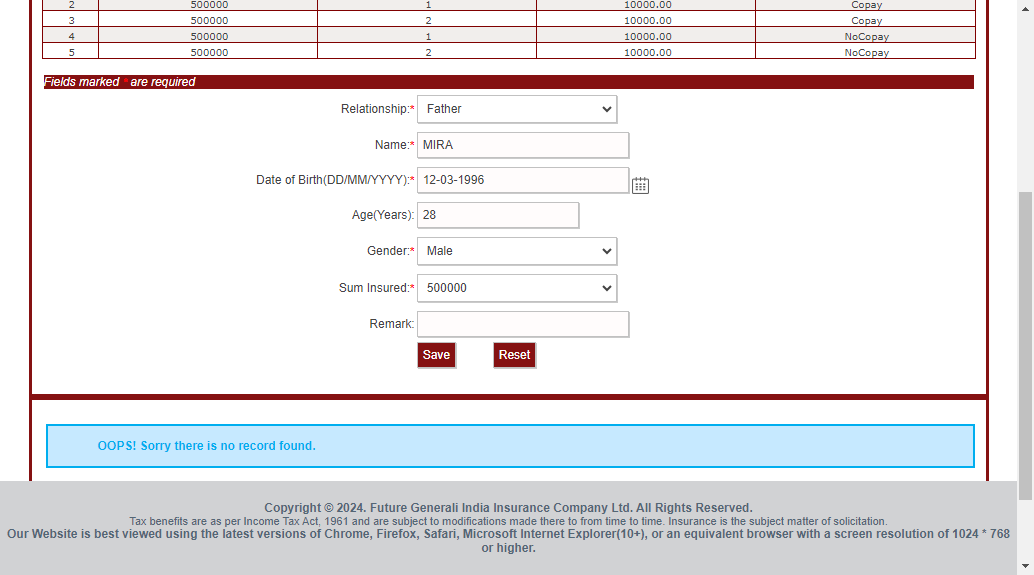 2 500000 1 10000.00 Copay
3 500000 2 10000.00 Copay
4 500000 1 10000.00 NoCopay
5 500000 2 10000.00 NoCopay
Fields marked * are required
Relationship:* Father
Name:* MIRA
Date of Birth(DD/MM/YYYY):* 12-03-1996
Age(Years): 28
Gender:* Male
Sum Insured:* 500000
Remark:
Save Reset
OOPS! Sorry there is no record found.
Copyright © 2024. Future Generali India Insurance Company Ltd. All Rights Reserved.
Tax benefits are as per Income Tax Act, 1961 and are subject to modifications made there to from time to time. Insurance is the subject matter of solicitation.
Our Website is best viewed using the latest versions of Chrome, Firefox, Safari, Microsoft Internet Explorer(10+), or an equivalent browser with a screen resolution of 1024 * 768
or higher.